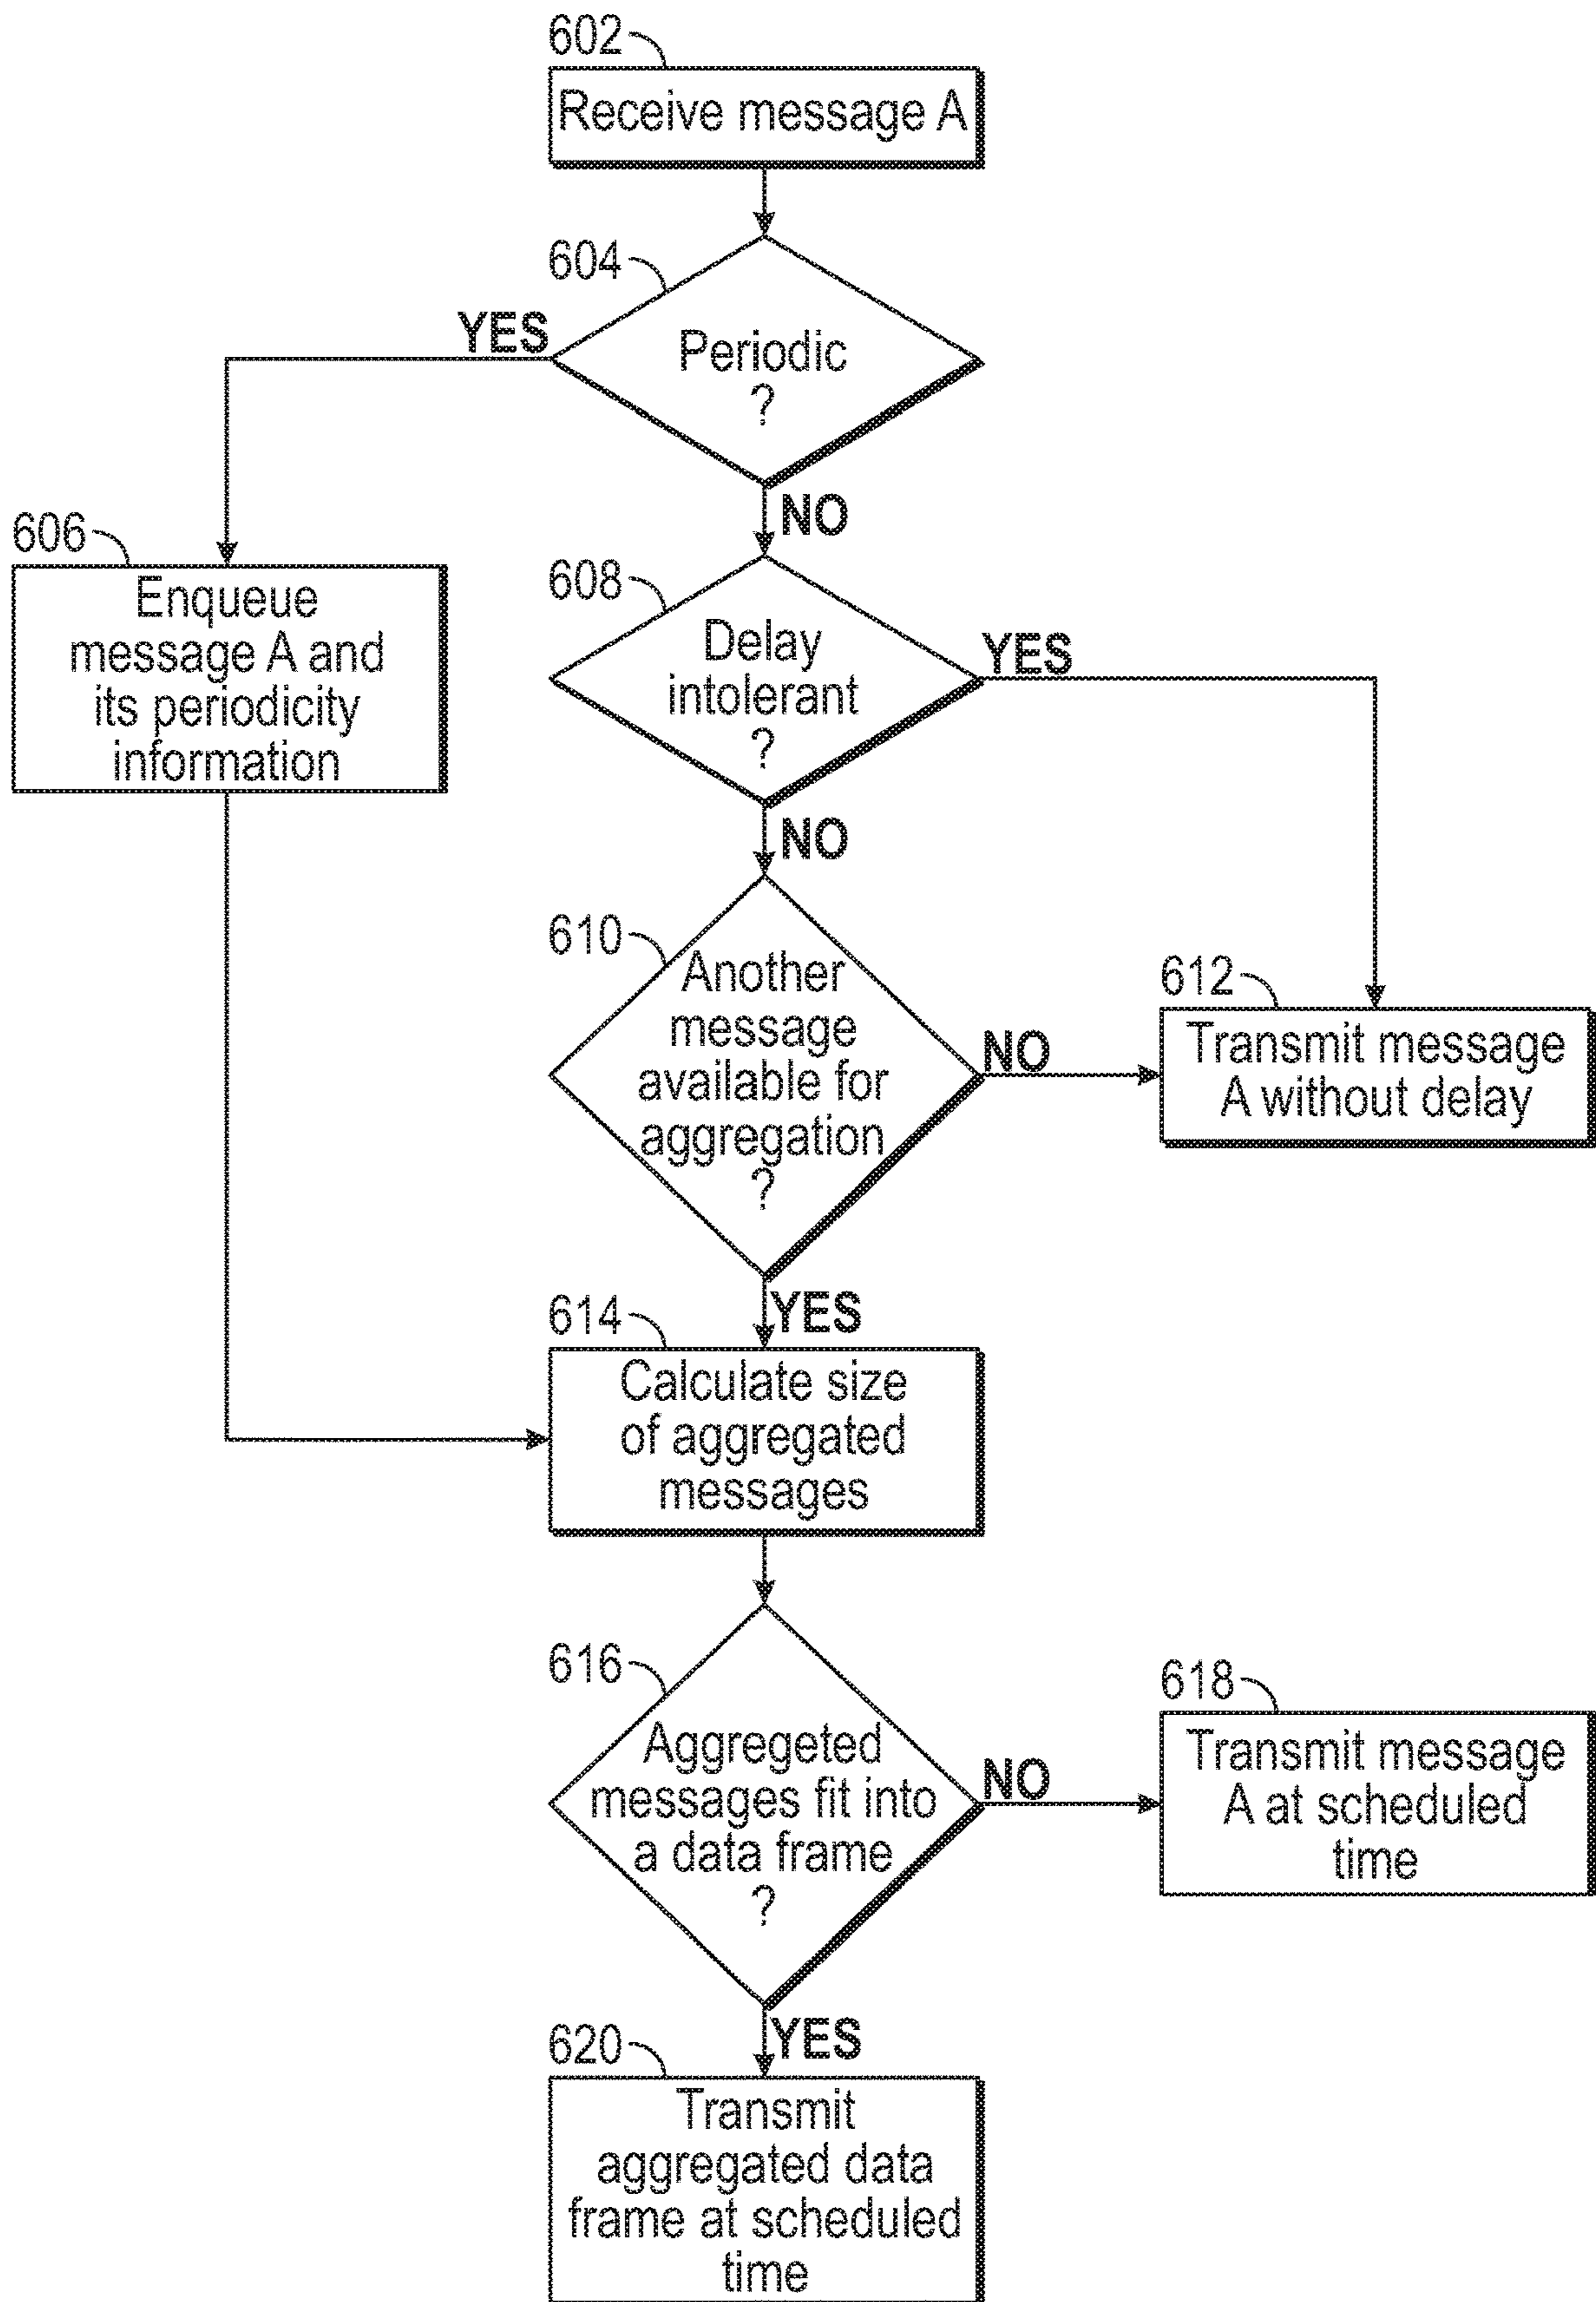 602
Receive message A
604
YES
Periodic
?
NO
606
Enqueue
message A and
its periodicity
information
608
Delay
intolerant
?
YES
NO
610
Another
message
available for
aggregation
?
NO
612
Transmit message
A without delay
YES
614
Calculate size
of aggregated
messages
616
Aggregeted
messages fit into
a data frame
?
NO
618
Transmit message
A at scheduled
time
YES
620
Transmit
aggregated data
frame at scheduled
time